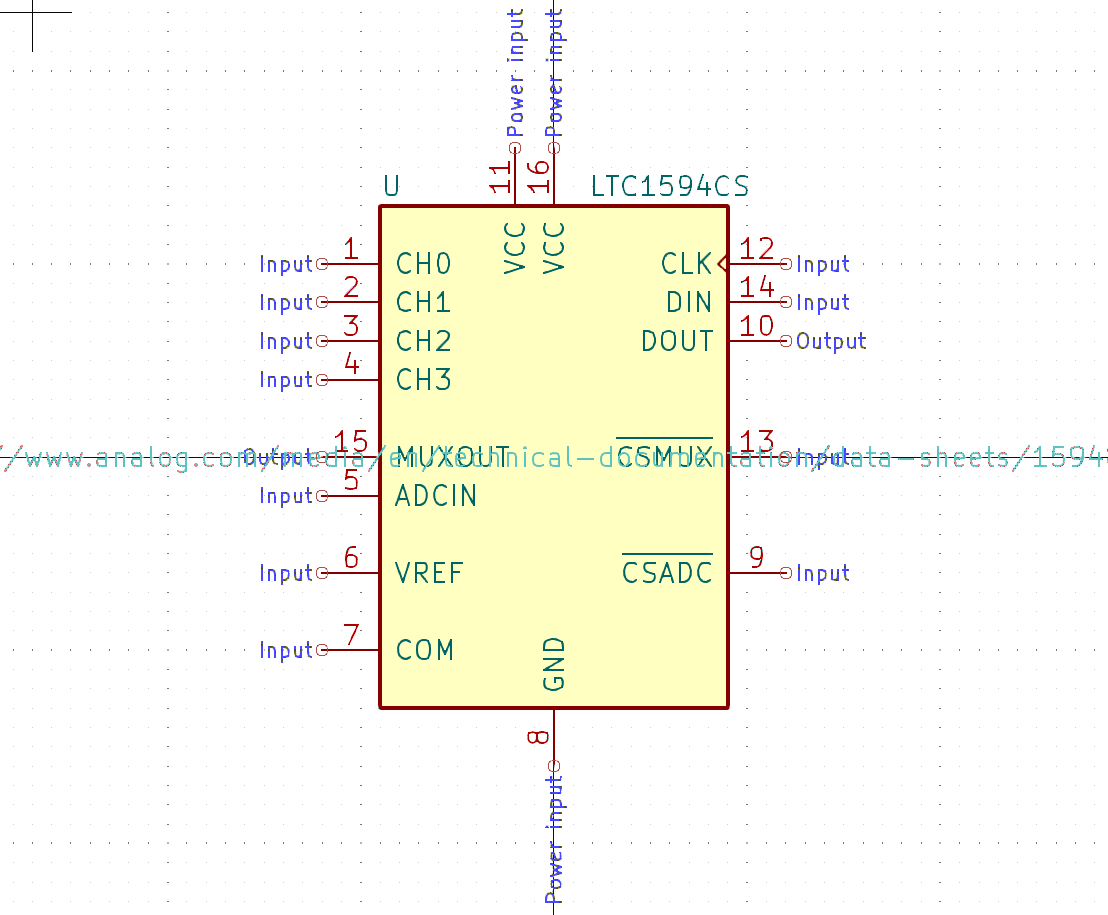 Power input
Power input
11
16
U
LTC1594CS
VCC
VCC
Input
1
CH0
CLK
12
Input
Input
2
CH1
DIN
14
Input
Input
3
CH2
DOUT
10
Output
Input
4
CH3
Output
15
MUXOUT
CSMUX
13
Input
//www.analog.com/media/en/technical-documentation/data-sheets/1594
Input
5
ADCIN
Input
6
VREF
CSADC
9
Input
Input
7
COM
GND
8
Power input